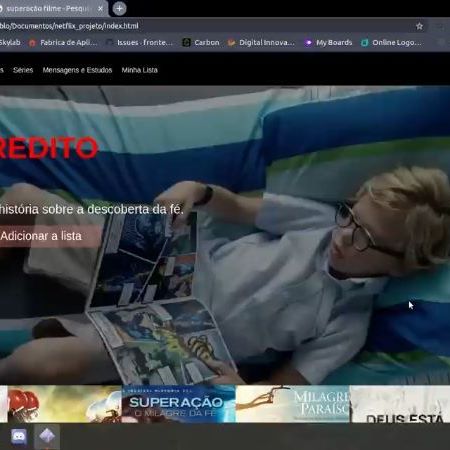 superação filme - Pesqui
blo/Documentos/netflix_projeto/index.html
Skylab
Fabrica de Apli...
Issues · fronte...
Carbon
Digital Innova...
My Boards
Online Logo...
s
Séries
Mensagens e Estudos
Minha Lista
REDITO
história sobre a descoberta da fé.
Adicionar a lista
SUPERAÇÃO
O MILAGRE DA FÉ
MILAGRE
PARAÍSO
DEUS ESTÁ